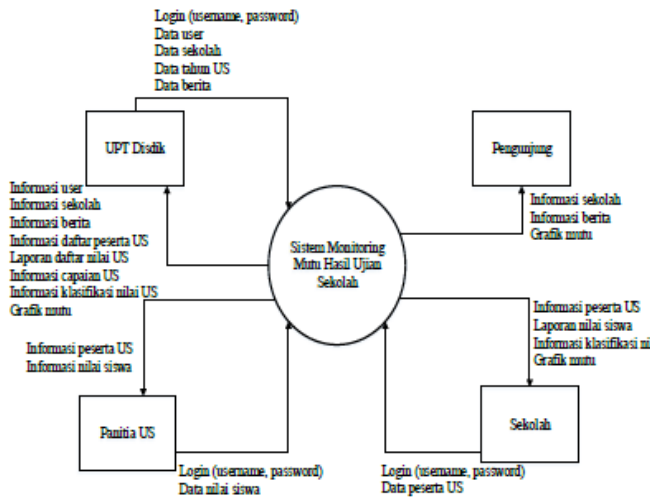 Login (username, password)
Data user
Data sekolah
Data tahun US
Data berita
UPT Disdik
Pengunjung
Informasi user
Informasi sekolah
Informasi berita
Informasi daftar peserta US
Laporan daftar nilai US
Informasi capaian US
Informasi klasifikasi nilai US
Grafik mutu
Informasi sekolah
Informasi berita
Grafik mutu
Sistem Monitoring
Mutu Hasil Ujian
Sekolah
Informasi peserta US
Informasi nilai siswa
Informasi peserta US
Laporan nilai siswa
Informasi klasifikasi
Grafik mutu
Panitia US
Sekolah
Login (username, password)
Data nilai siswa
Login (username, password)
Data peserta US